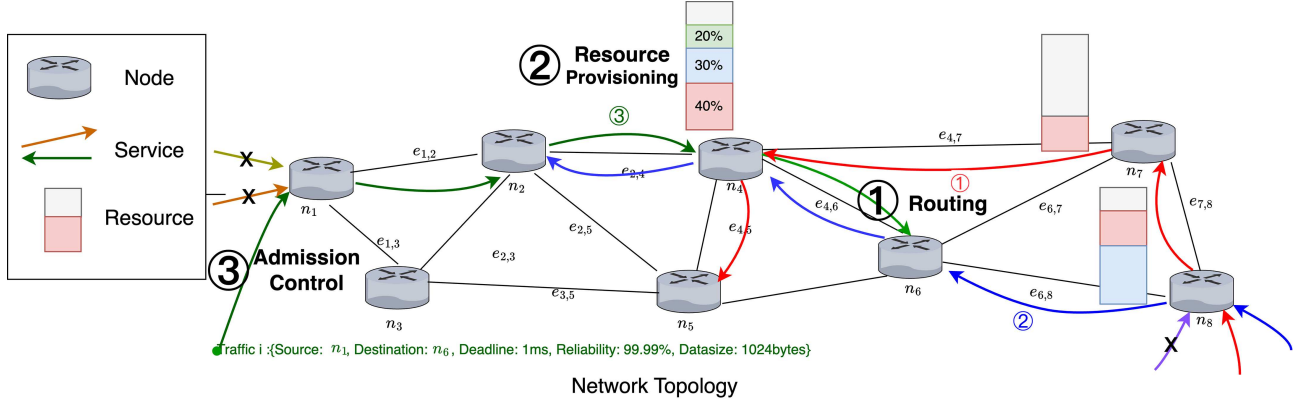 20%
30%
40%
② Resource
Provisioning
Node
Service
Resource
X
X
③ Admission
Control
① Routing
③
①
②
X
n1
n2
n3
n4
n5
n6
n7
n8
e1,2
e1,3
e2,3
e2,4
e2,5
e3,5
e4,5
e4,6
e4,7
e6,7
e6,8
e7,8
Traffic i :{Source: n1, Destination: n6, Deadline: 1ms, Reliability: 99.99%, Datasize: 1024bytes}
Network Topology